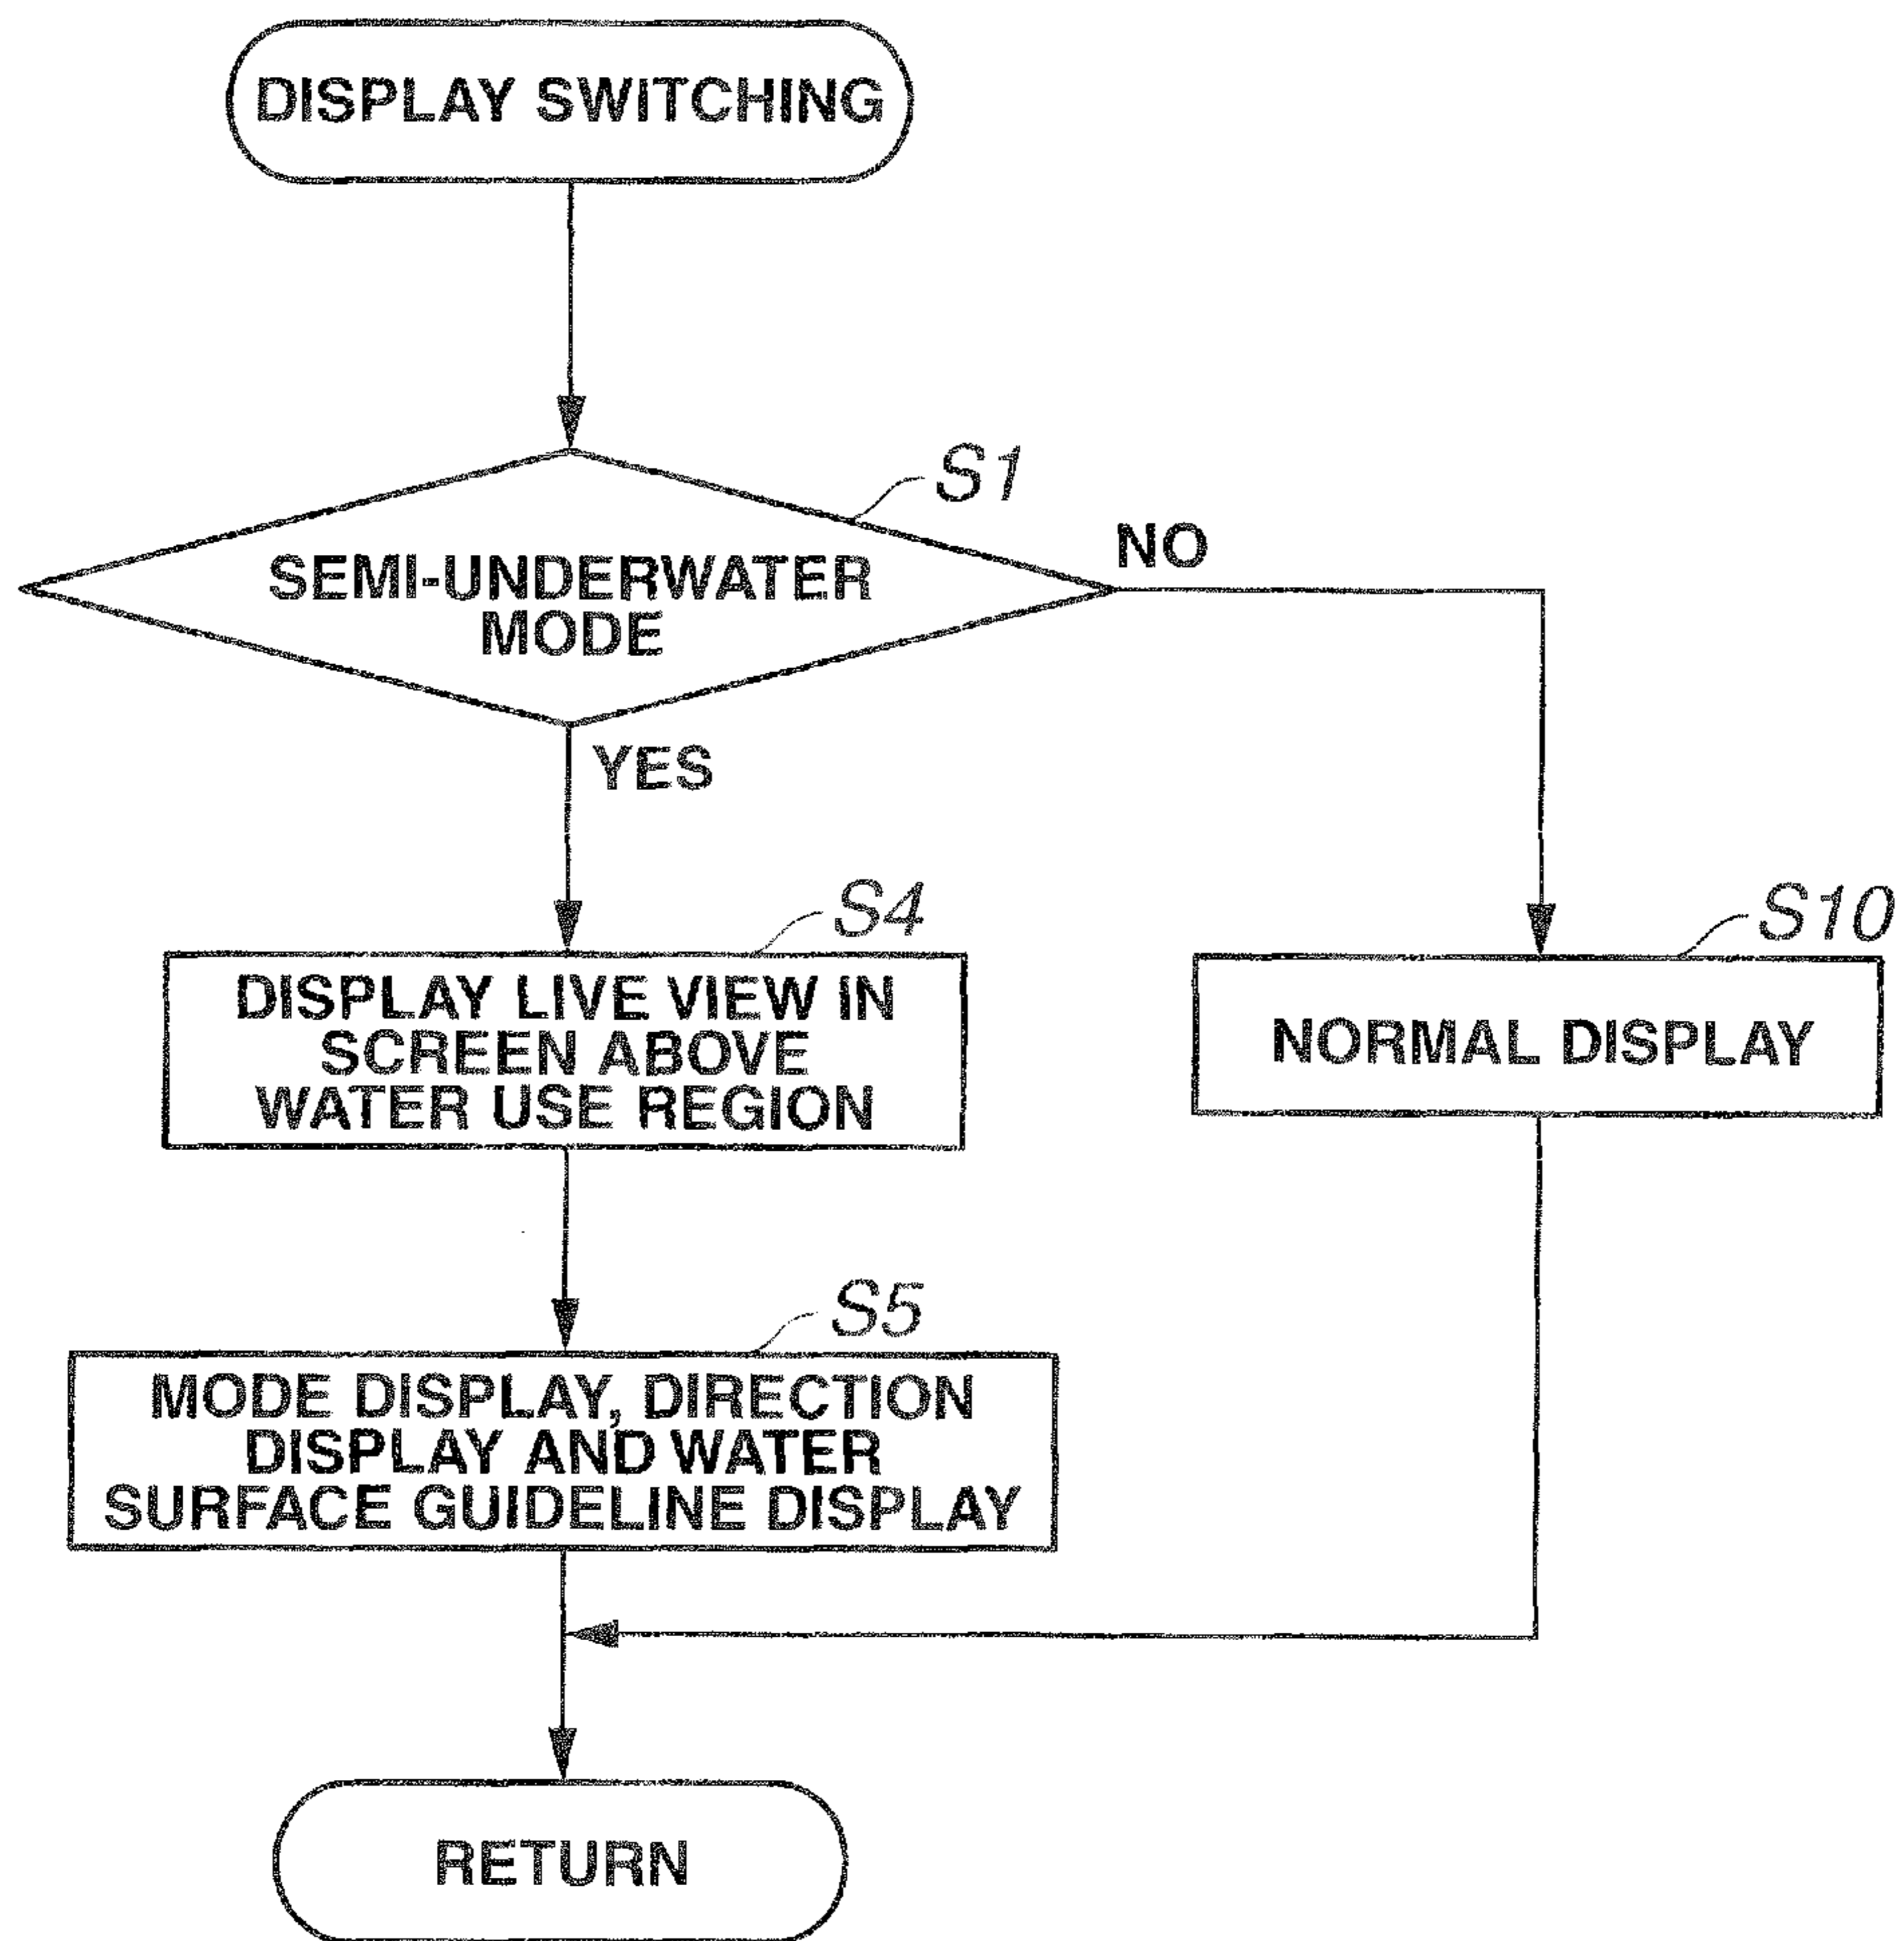 DISPLAY SWITCHING
S1
SEMI-UNDERWATER
MODE
NO
YES
S4
DISPLAY LIVE VIEW IN
SCREEN ABOVE
WATER USE REGION
S10
NORMAL DISPLAY
S5
MODE DISPLAY, DIRECTION
DISPLAY AND WATER
SURFACE GUIDELINE DISPLAY
RETURN